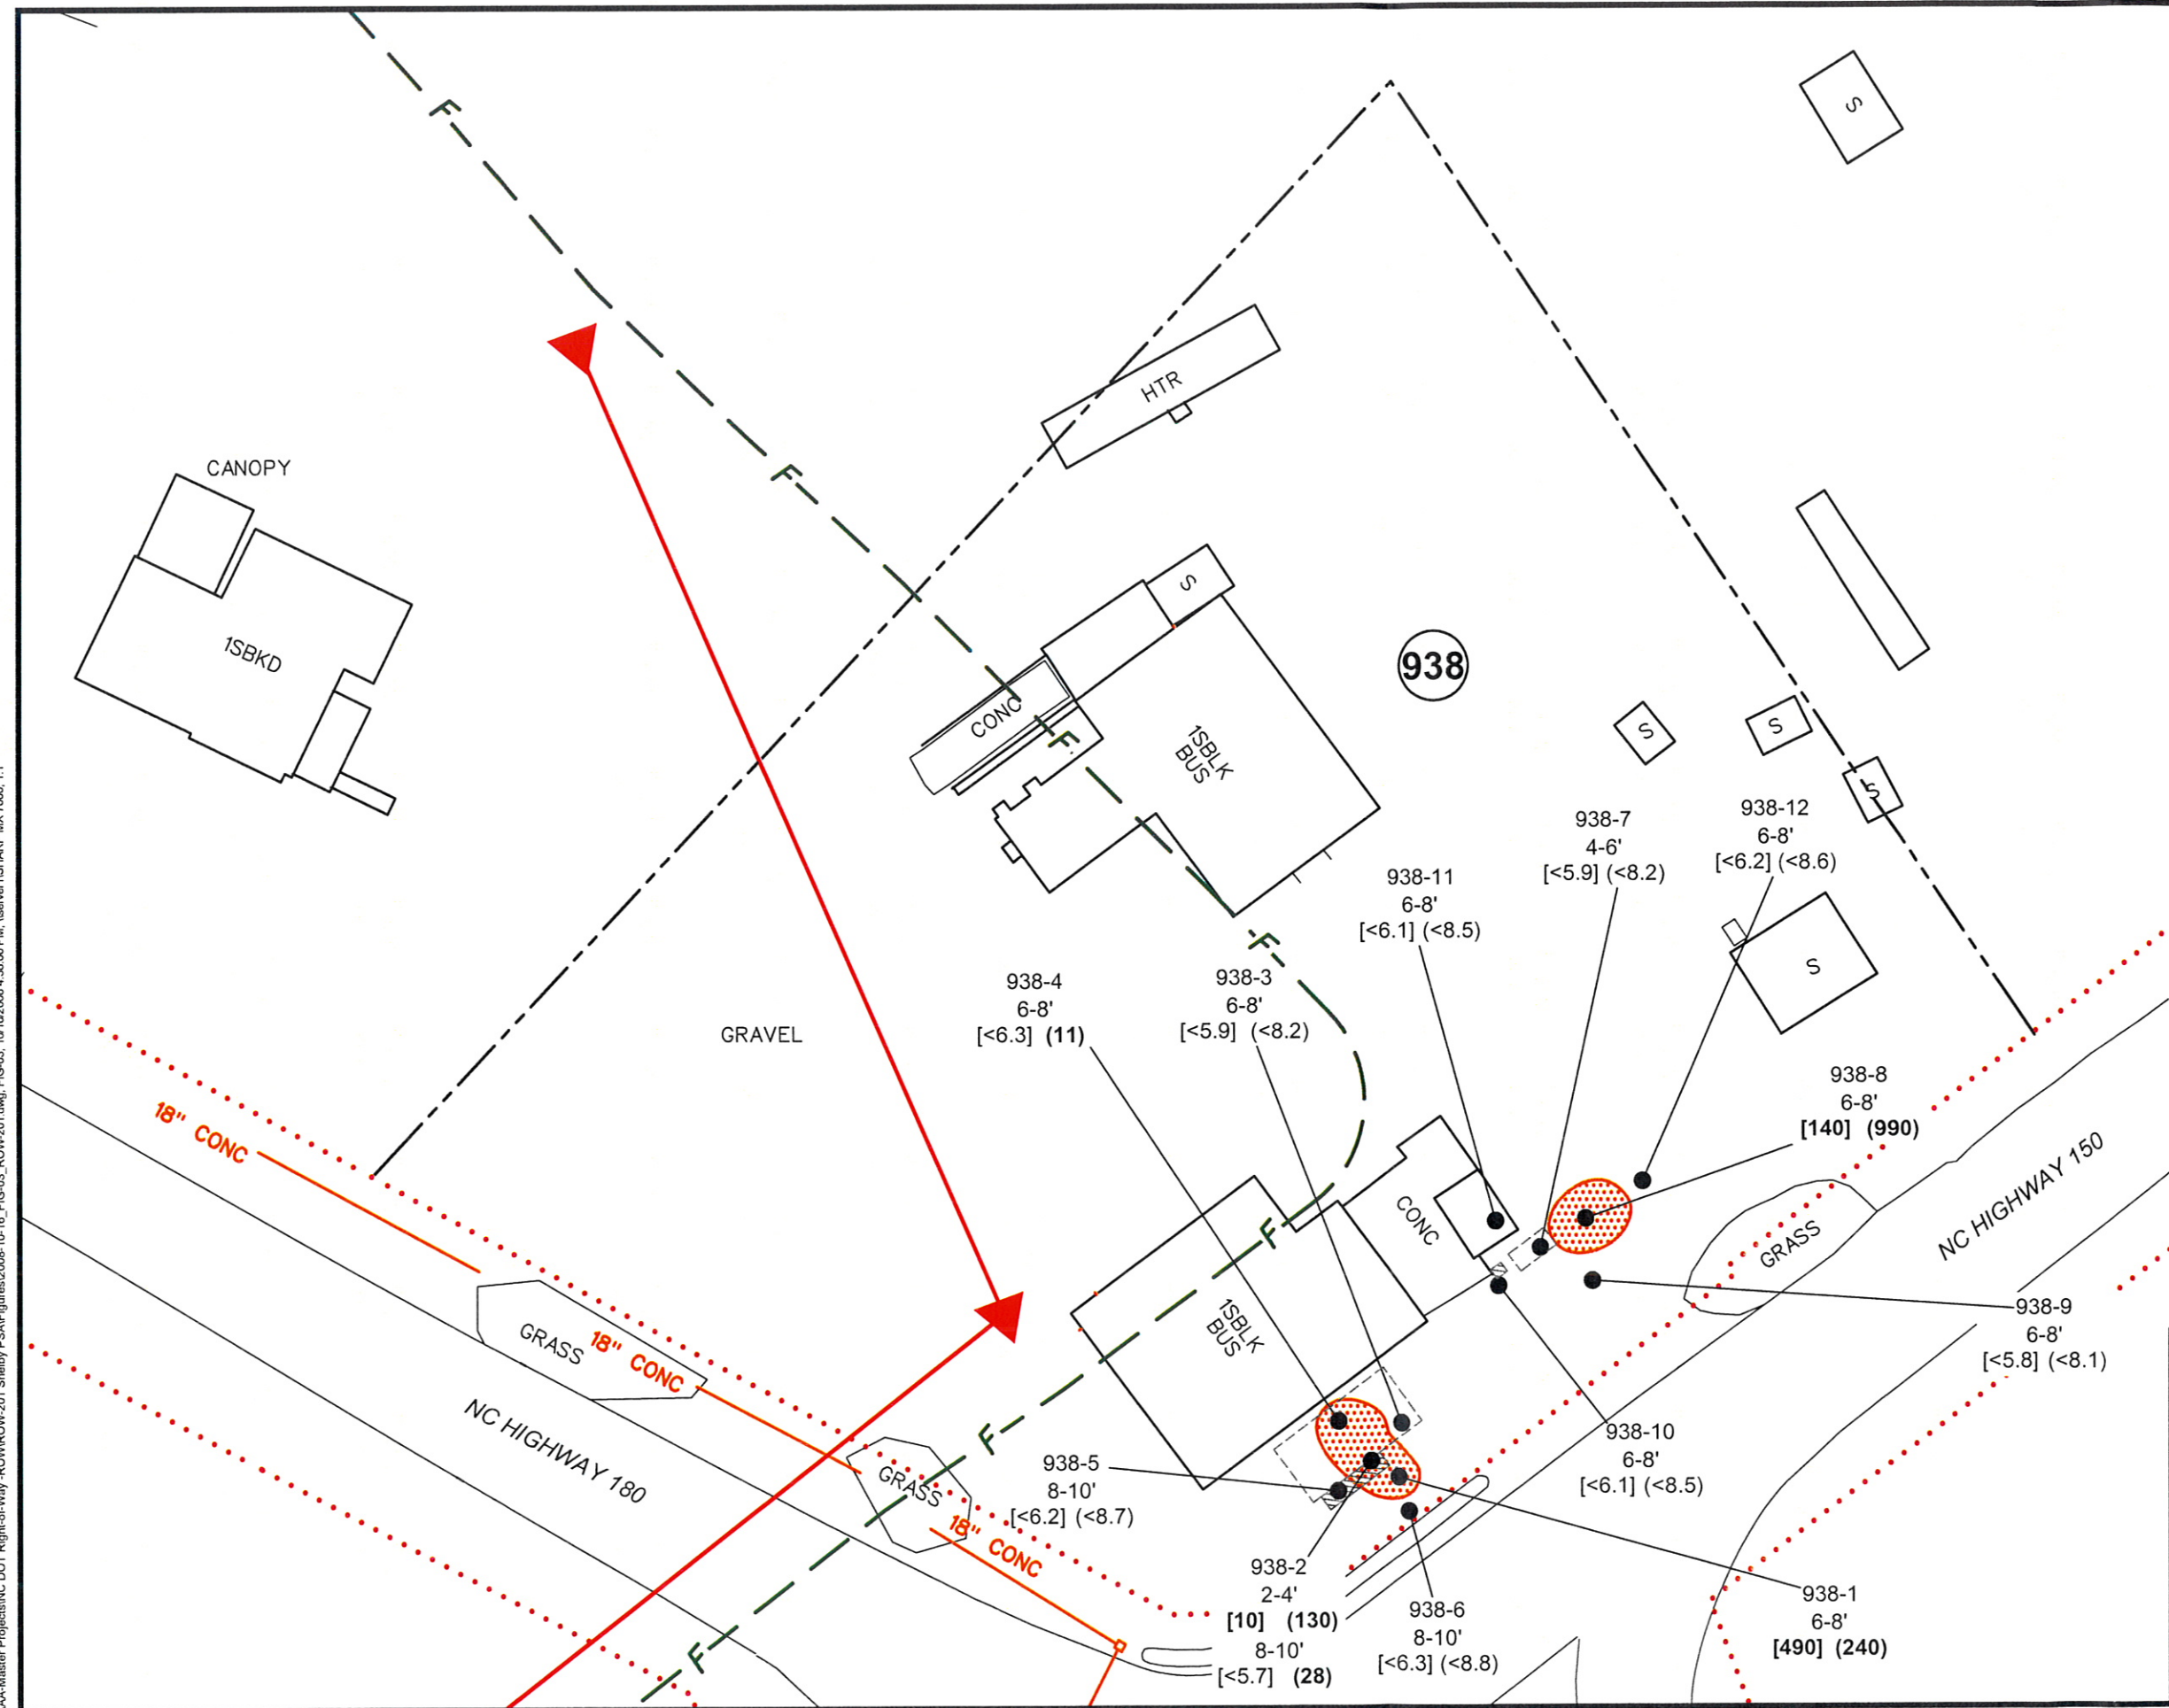 F
S
HTR
CANOPY
F
1SBKD
S
938
CONC
F
1SBLK
BUS
S
S
S
938-7
4-6'
[<5.9] (<8.2)
938-12
6-8'
[<6.2] (<8.6)
938-11
6-8'
[<6.1] (<8.5)
F
S
938-4
6-8'
[<6.3] (11)
938-3
6-8'
[<5.9] (<8.2)
GRAVEL
938-8
6-8'
[140] (990)
18" CONC
NC HIGHWAY 150
CONC
F
GRASS
1SBLK
BUS
938-9
6-8'
[<5.8] (<8.1)
GRASS
18" CONC
NC HIGHWAY 180
F
938-10
6-8'
[<6.1] (<8.5)
938-5
8-10'
[<6.2] (<8.7)
GRASS
18" CONC
938-2
2-4'
[10] (130)
8-10'
[<5.7] (28)
938-6
8-10'
[<6.3] (<8.8)
938-1
6-8'
[490] (240)
F